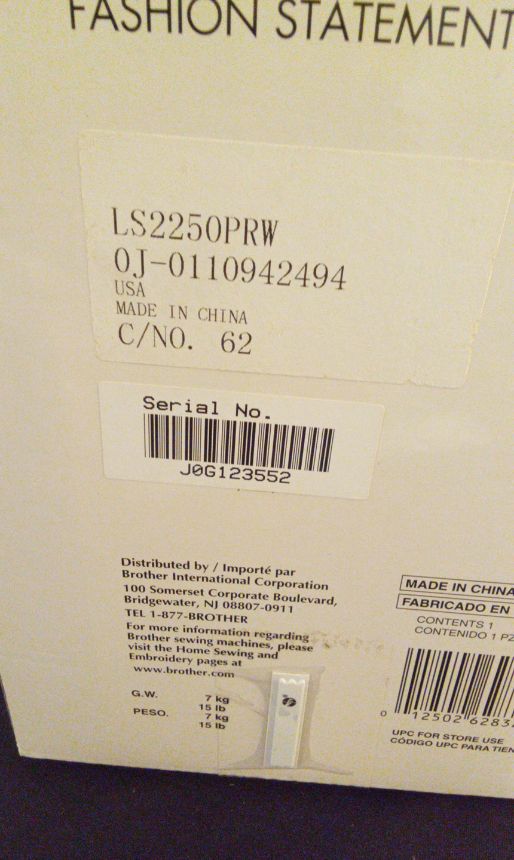 FASHION STATEMENT
LS2250PRW
0J-0110942494
USA
MADE IN CHINA
C/NO. 62
Serial No.
J0G123552
Distributed by / Importé par
Brother International Corporation
100 Somerset Corporate Boulevard,
Bridgewater, NJ 08807-0911
TEL 1-877-BROTHER
For more information regarding
Brother sewing machines, please
visit the Home Sewing and
Embroidery pages at
www.brother.com
G.W. 7 kg
15 lb
PESO. 7 kg
15 lb
MADE IN CHINA
FABRICADO EN
CONTENTS 1
CONTENIDO 1
0 12502 6283
UPC FOR STORE USE
CÓDIGO UPC PARA